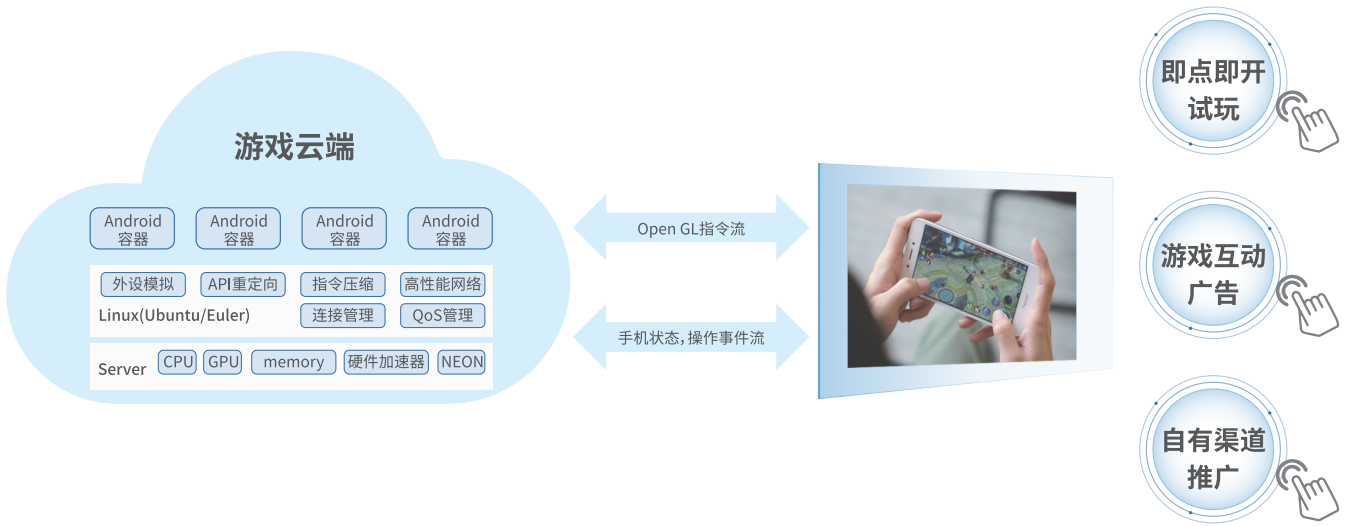 游戏云端
Android
容器
Android
容器
Android
容器
Android
容器
外设模拟
API重定向
指令压缩
高性能网络
Linux(Ubuntu/Euler)
连接管理
QoS管理
Server
CPU
GPU
memory
硬件加速器
NEON
Open GL指令流
手机状态，操作事件流
即点即开
试玩
游戏互动
广告
自有渠道
推广